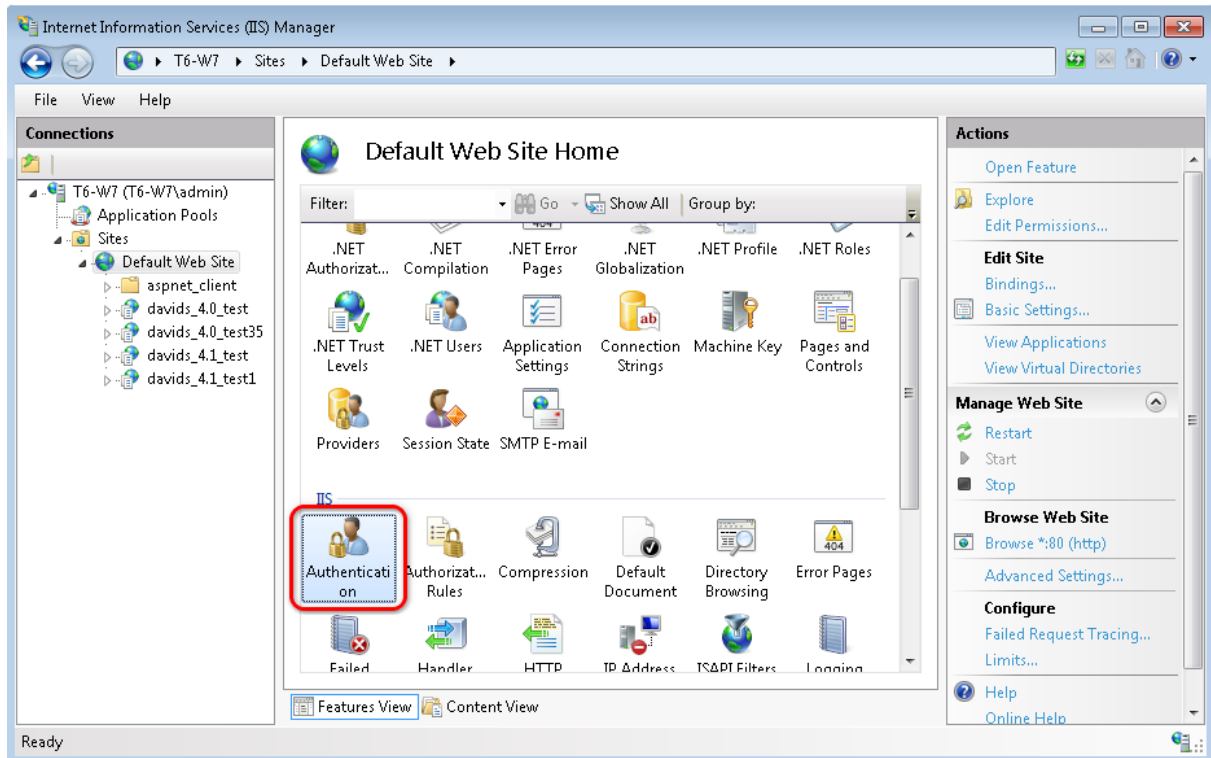 Internet Information Services (IIS) Manager
T6-W7 Sites Default Web Site
File View Help
Connections
T6-W7 (T6-W7\admin)
Application Pools
Sites
Default Web Site
aspnet_client
davids_4.0_test
davids_4.0_test35
davids_4.1_test
davids_4.1_test1
Default Web Site Home
Filter: Go Show All Group by:
404
.NET .NET .NET Error .NET .NET Profile .NET Roles
Authorizat... Compilation Pages Globalization
ab
.NET Trust .NET Users Application Connection Machine Key Pages and
Levels Settings Strings Controls
Providers Session State SMTP E-mail
IIS
404
Authenticati Authorizat... Compression Default Directory Error Pages
on Rules Document Browsing
Failed Handler HTTP IP Address ISAPI Filters Logging
Features View Content View
Actions
Open Feature
Explore
Edit Permissions...
Edit Site
Bindings...
Basic Settings...
View Applications
View Virtual Directories
Manage Web Site
Restart
Start
Stop
Browse Web Site
Browse *:80 (http)
Advanced Settings...
Configure
Failed Request Tracing...
Limits...
Help
Online Help
Ready